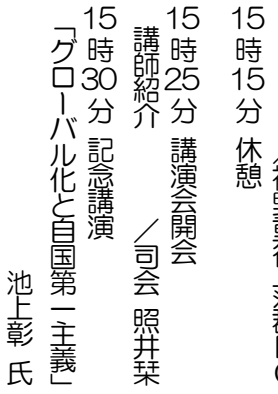 15時15分 休憩
15時25分 講演会開会
講師紹介 ／司会 照井栞
15時30分 記念講演
「グローバル化と自国第一主義」
池上彰 氏